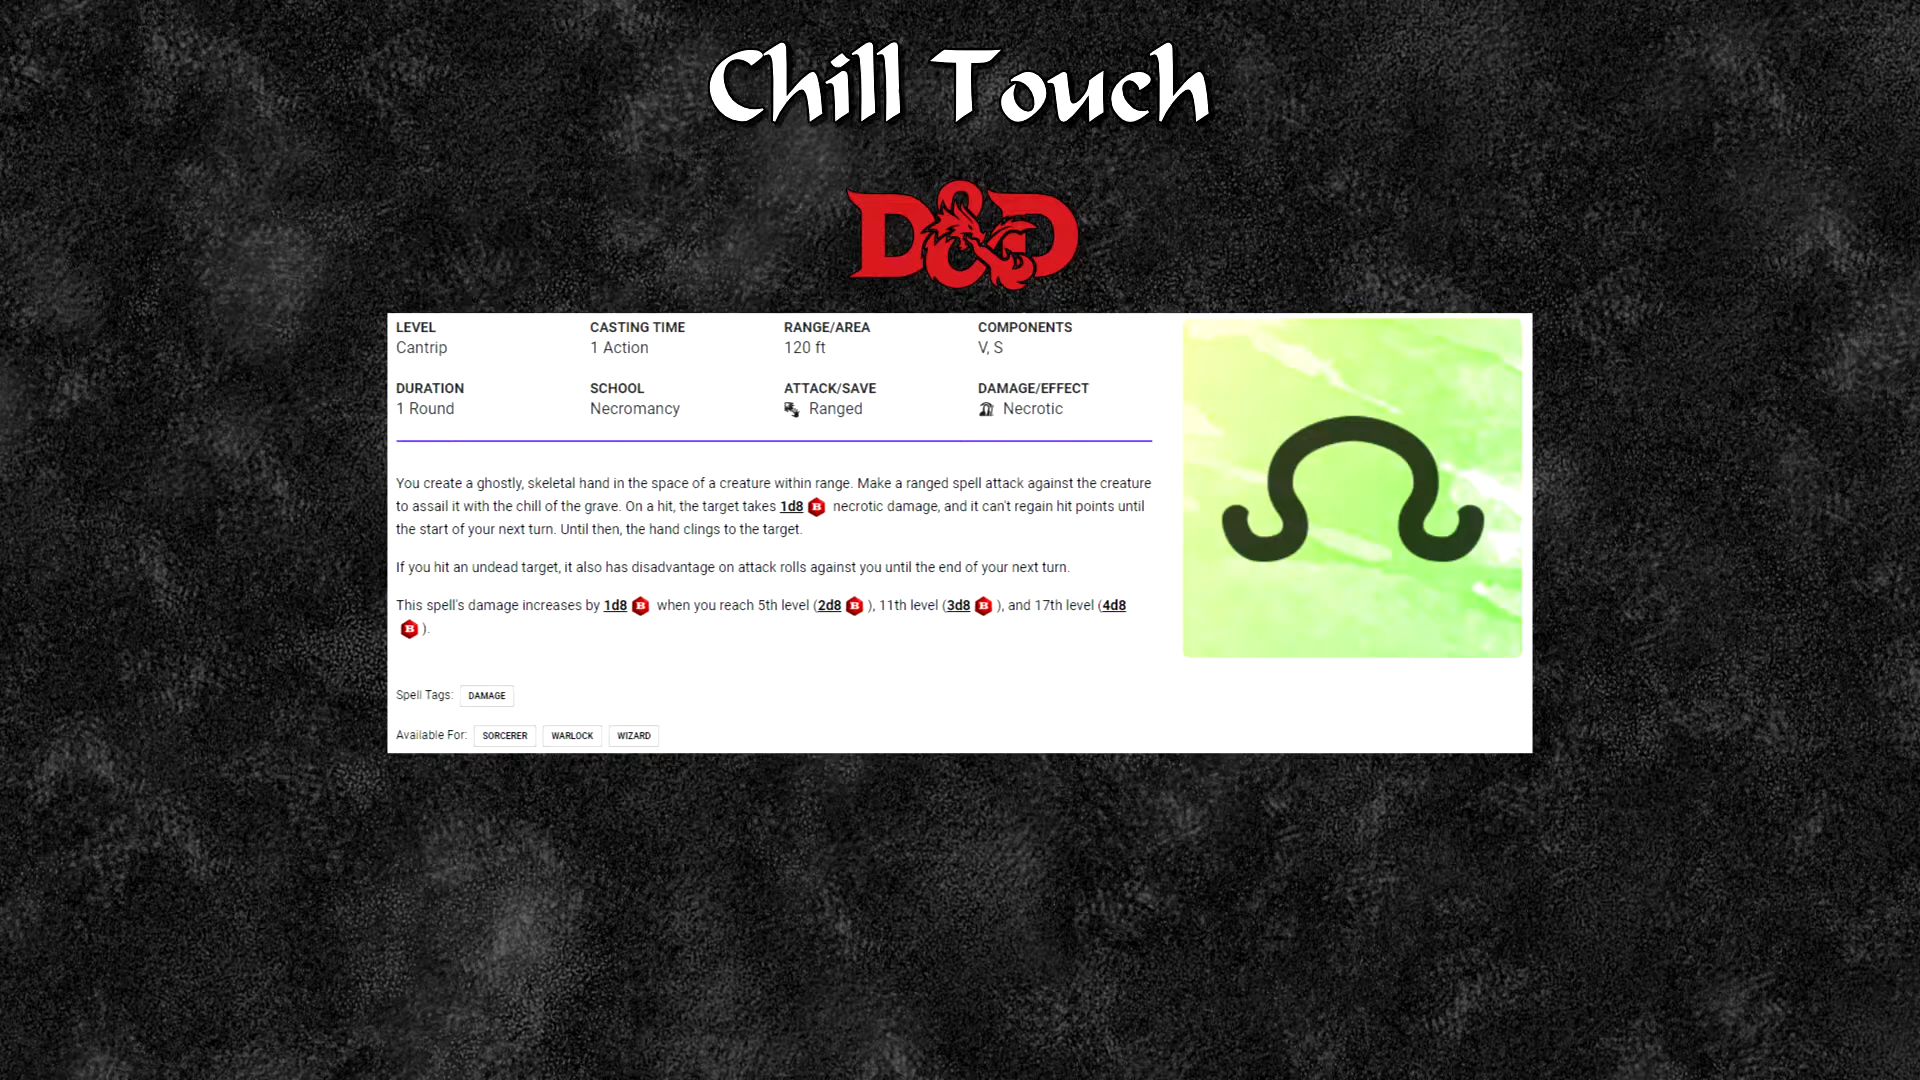 Chill Touch
D&D
LEVEL CASTING TIME RANGE/AREA COMPONENTS
Cantrip 1 Action 120 ft V, S
DURATION SCHOOL ATTACK/SAVE DAMAGE/EFFECT
1 Round Necromancy Ranged Necrotic
You create a ghostly, skeletal hand in the space of a creature within range. Make a ranged spell attack against the creature
to assail it with the chill of the grave. On a hit, the target takes 1d8 B necrotic damage, and it can't regain hit points until
the start of your next turn. Until then, the hand clings to the target.
If you hit an undead target, it also has disadvantage on attack rolls against you until the end of your next turn.
This spell's damage increases by 1d8 B when you reach 5th level (2d8 B ), 11th level (3d8 B ), and 17th level (4d8
B ).
Spell Tags: DAMAGE
Available For: SORCERER WARLOCK WIZARD